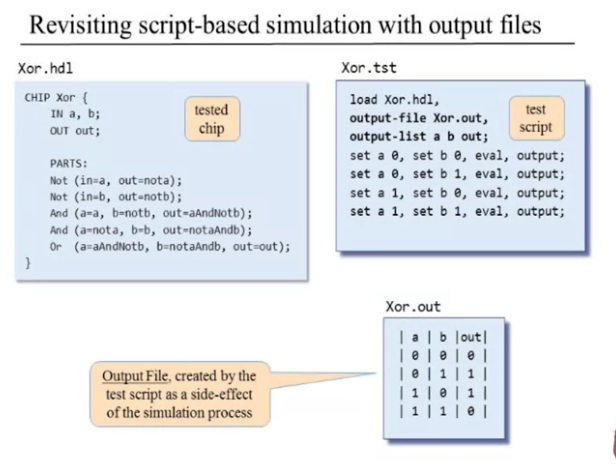 Revisiting script-based simulation with output files
Xor.hdl
CHIP Xor {
IN a, b;
OUT out;
PARTS:
Not (in=a, out=nota);
Not (in=b, out=notb);
And (a=a, b=notb, out=aAndNotb);
And (a=nota, b=b, out=notaAndb);
Or (a=aAndNotb, b=notaAndb, out=out);
}
tested
chip
Xor.tst
load Xor.hdl,
output-file Xor.out,
output-list a b out;
set a 0, set b 0, eval, output;
set a 0, set b 1, eval, output;
set a 1, set b 0, eval, output;
set a 1, set b 1, eval, output;
test
script
Xor.out
| a | b |out|
| 0 | 0 | 0 |
| 0 | 1 | 1 |
| 1 | 0 | 1 |
| 1 | 1 | 0 |
Output File, created by the
test script as a side-effect
of the simulation process